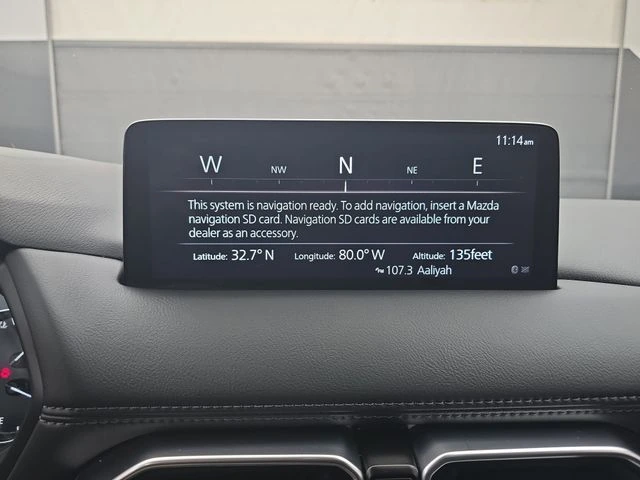 11:14am
W NW N NE E
This system is navigation ready. To add navigation, insert a Mazda
navigation SD card. Navigation SD cards are available from your
dealer as an accessory.
Latitude: 32.7° N Longitude: 80.0° W Altitude: 135feet
FM 107.3 Aaliyah